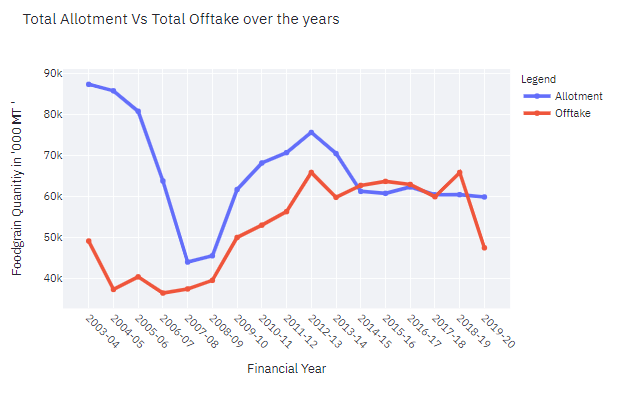 Total Allotment Vs Total Offtake over the years
Legend
Allotment
Offtake
Foodgrain Quantitiy in '000 MT '
90k
80k
70k
60k
50k
40k
2003-04
2004-05
2005-06
2006-07
2007-08
2008-09
2009-10
2010-11
2011-12
2012-13
2013-14
2014-15
2015-16
2016-17
2017-18
2018-19
2019-20
Financial Year